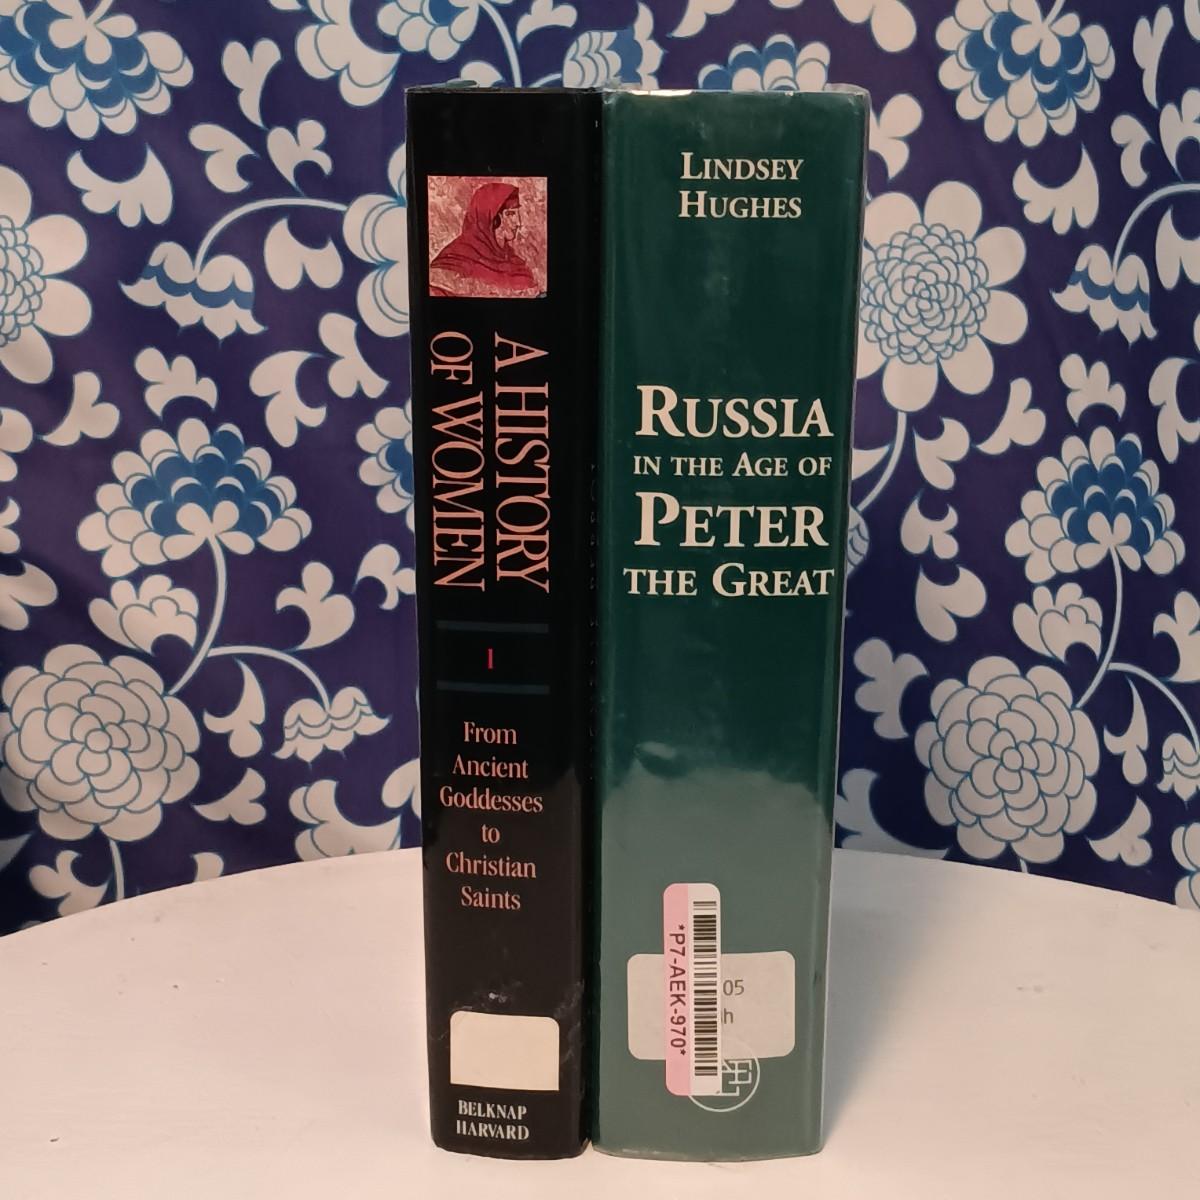 A HISTORY
OF WOMEN
I
From
Ancient
Goddesses
to
Christian
Saints
BELKNAP
HARVARD
LINDSEY
HUGHES
RUSSIA
IN THE AGE OF
PETER
THE GREAT
*P7-AEK-970*
05
h